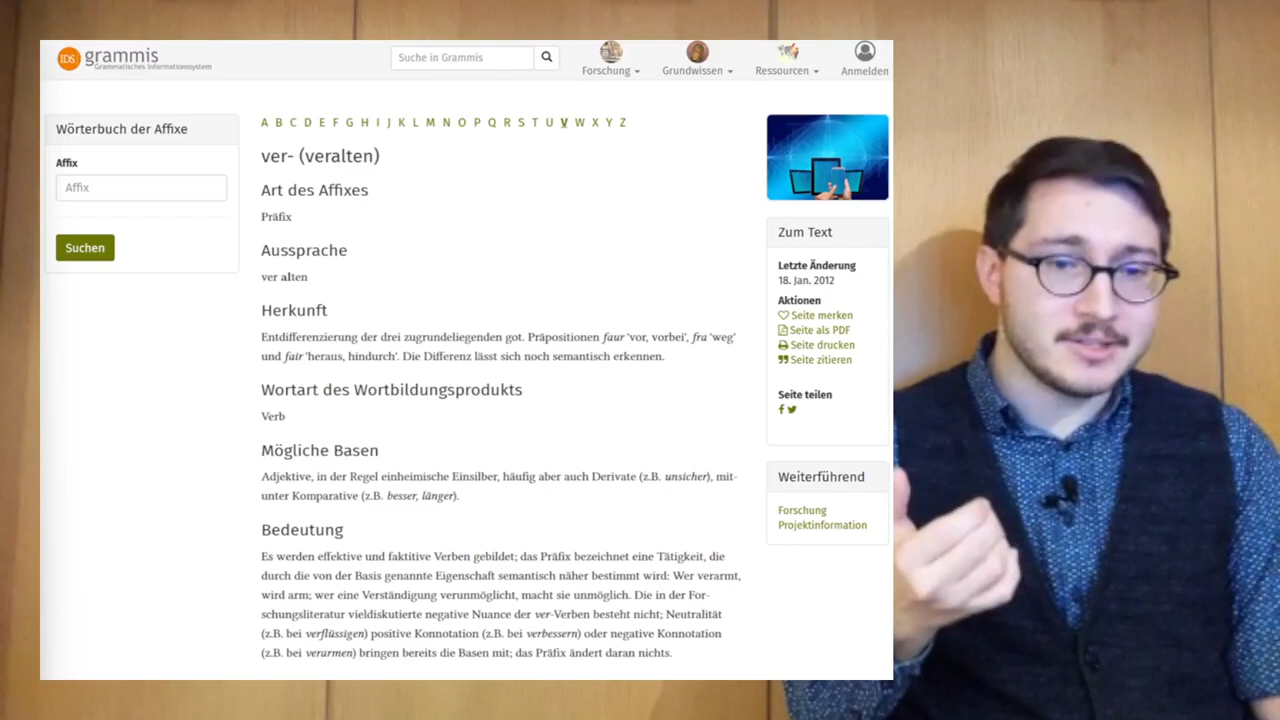 IDS grammis
Grammatisches Informationssystem
Suche in Grammis
Forschung
Grundwissen
Ressourcen
Anmelden
Wörterbuch der Affixe
Affix
Affix
Suchen
A B C D E F G H I J K L M N O P Q R S T U V W X Y Z
ver- (veralten)
Art des Affixes
Präfix
Aussprache
ver alten
Herkunft
Entdifferenzierung der drei zugrundeliegenden got. Präpositionen faur 'vor, vorbei', fra 'weg'
und fair 'heraus, hindurch'. Die Differenz lässt sich noch semantisch erkennen.
Wortart des Wortbildungsprodukts
Verb
Mögliche Basen
Adjektive, in der Regel einheimische Einsilber, häufig aber auch Derivate (z.B. unsicher), mit-
unter Komparative (z.B. besser, länger).
Bedeutung
Es werden effektive und faktitive Verben gebildet; das Präfix bezeichnet eine Tätigkeit, die
durch die von der Basis genannte Eigenschaft semantisch näher bestimmt wird: Wer verarmt,
wird arm; wer eine Verständigung verunmöglicht, macht sie unmöglich. Die in der For-
schungsliteratur vieldiskutierte negative Nuance der ver-Verben besteht nicht; Neutralität
(z.B. bei verflüssigen) positive Konnotation (z.B. bei verbessern) oder negative Konnotation
(z.B. bei verarmen) bringen bereits die Basen mit; das Präfix ändert daran nichts.
Zum Text
Letzte Änderung
18. Jan. 2012
Aktionen
Seite merken
Seite als PDF
Seite drucken
Seite zitieren
Seite teilen
Weiterführend
Forschung
Projektinformation